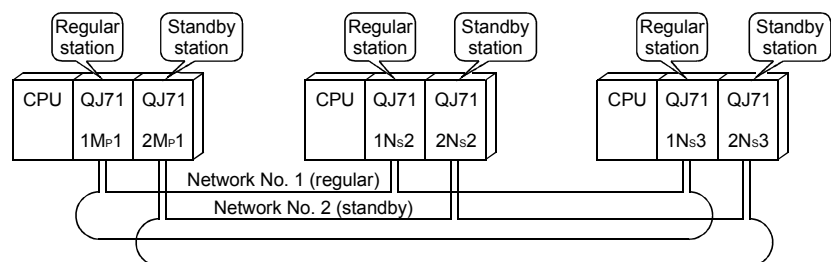 Regular station
Standby station
Regular station
Standby station
Regular station
Standby station
CPU
QJ71
1MP1
QJ71
2MP1
CPU
QJ71
1NS2
QJ71
2NS2
CPU
QJ71
1NS3
QJ71
2NS3
Network No. 1 (regular)
Network No. 2 (standby)